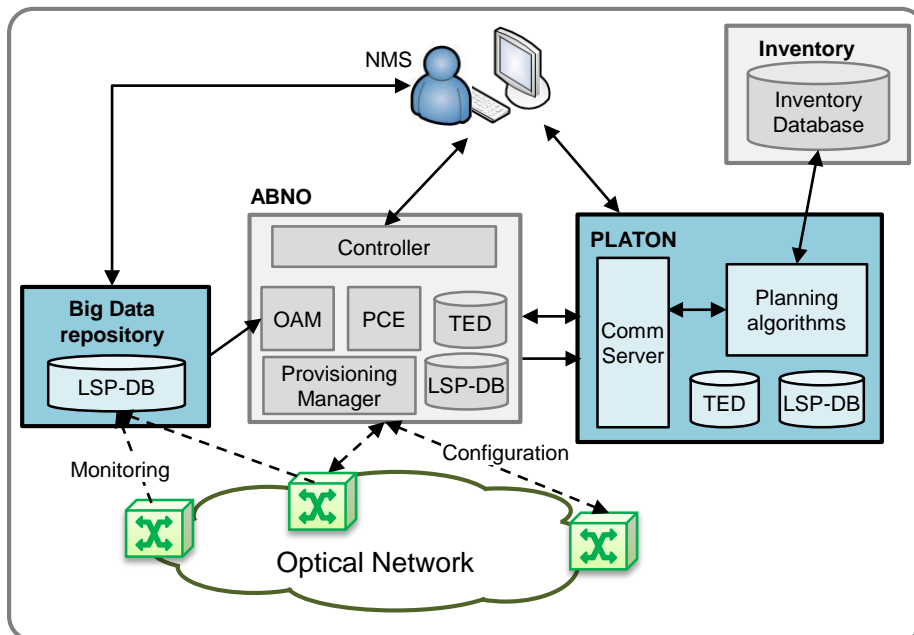 NMS
Inventory
Inventory
Database
ABNO
Controller
OAM
PCE
TED
Provisioning
Manager
LSP-DB
PLATON
Comm
Server
Planning
algorithms
TED
LSP-DB
Big Data
repository
LSP-DB
Monitoring
Configuration
Optical Network